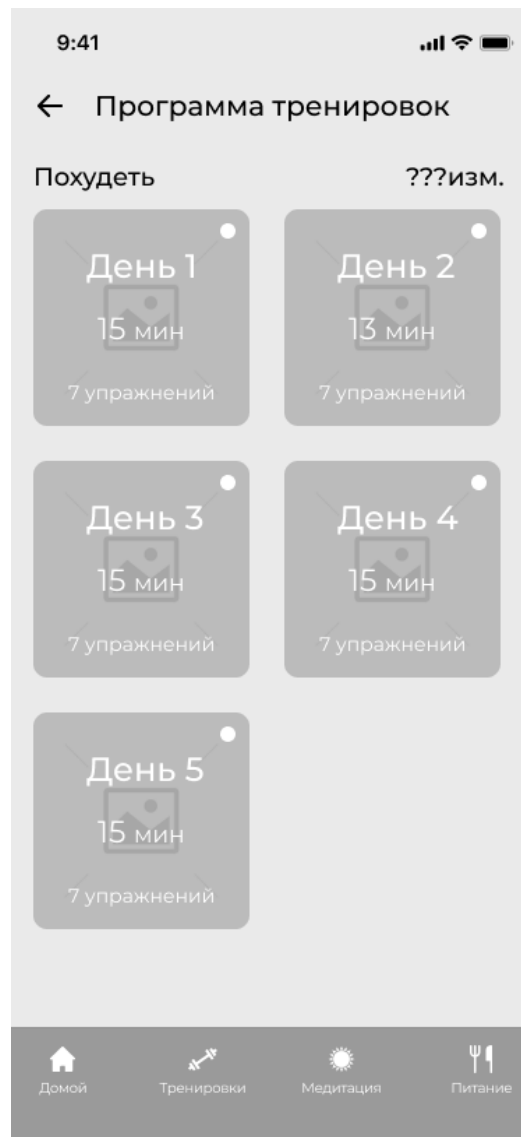 9:41
Программа тренировок
Похудеть ???изм.
День 1
15 мин
7 упражнений
День 2
13 мин
7 упражнений
День 3
15 мин
7 упражнений
День 4
15 мин
7 упражнений
День 5
15 мин
7 упражнений
Домой Тренировки Медитация Питание